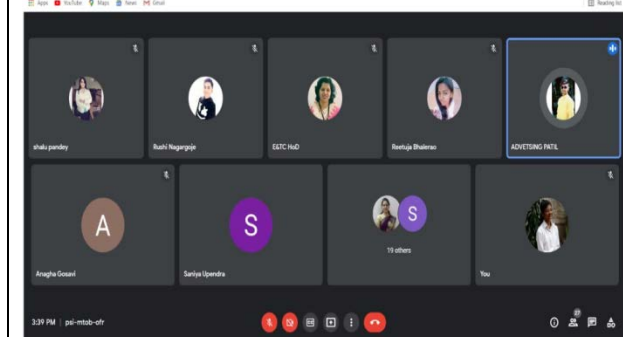 Apps YouTube Maps News Gmail Reading list
shalu pandey Rushi Nagargoje E&TC HoD Reetuja Bhalerao ADVETSING PATIL
A S S
19 others
Anagha Gosavi Saniya Upendra You
27
3:39 PM | psi-mtob-ofr